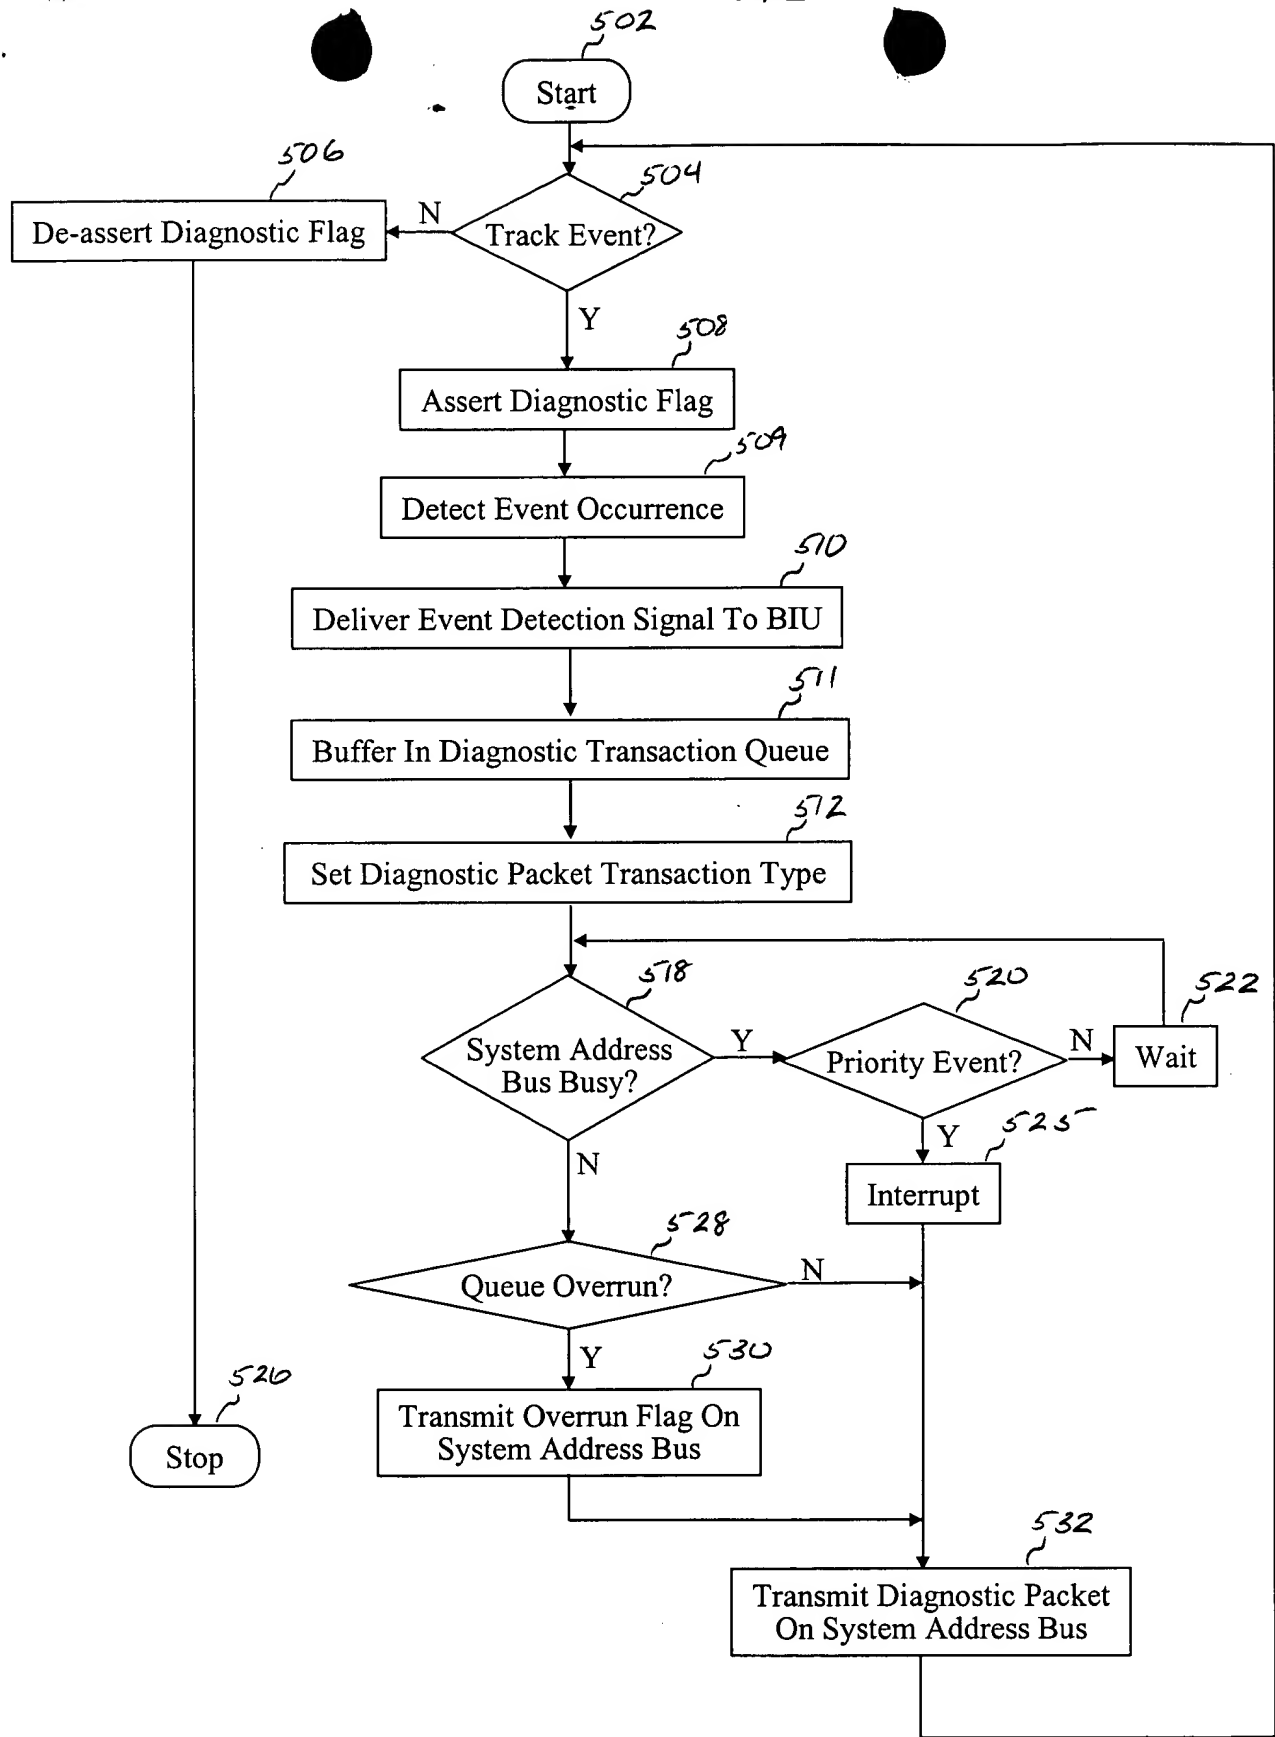 502
Start
506
504
De-assert Diagnostic Flag
N
Track Event?
Y
508
Assert Diagnostic Flag
509
Detect Event Occurrence
510
Deliver Event Detection Signal To BIU
511
Buffer In Diagnostic Transaction Queue
512
Set Diagnostic Packet Transaction Type
518
520
522
System Address
Bus Busy?
Y
Priority Event?
N
Wait
Y
525
N
Interrupt
528
Queue Overrun?
N
Y
530
526
Transmit Overrun Flag On
System Address Bus
Stop
532
Transmit Diagnostic Packet
On System Address Bus